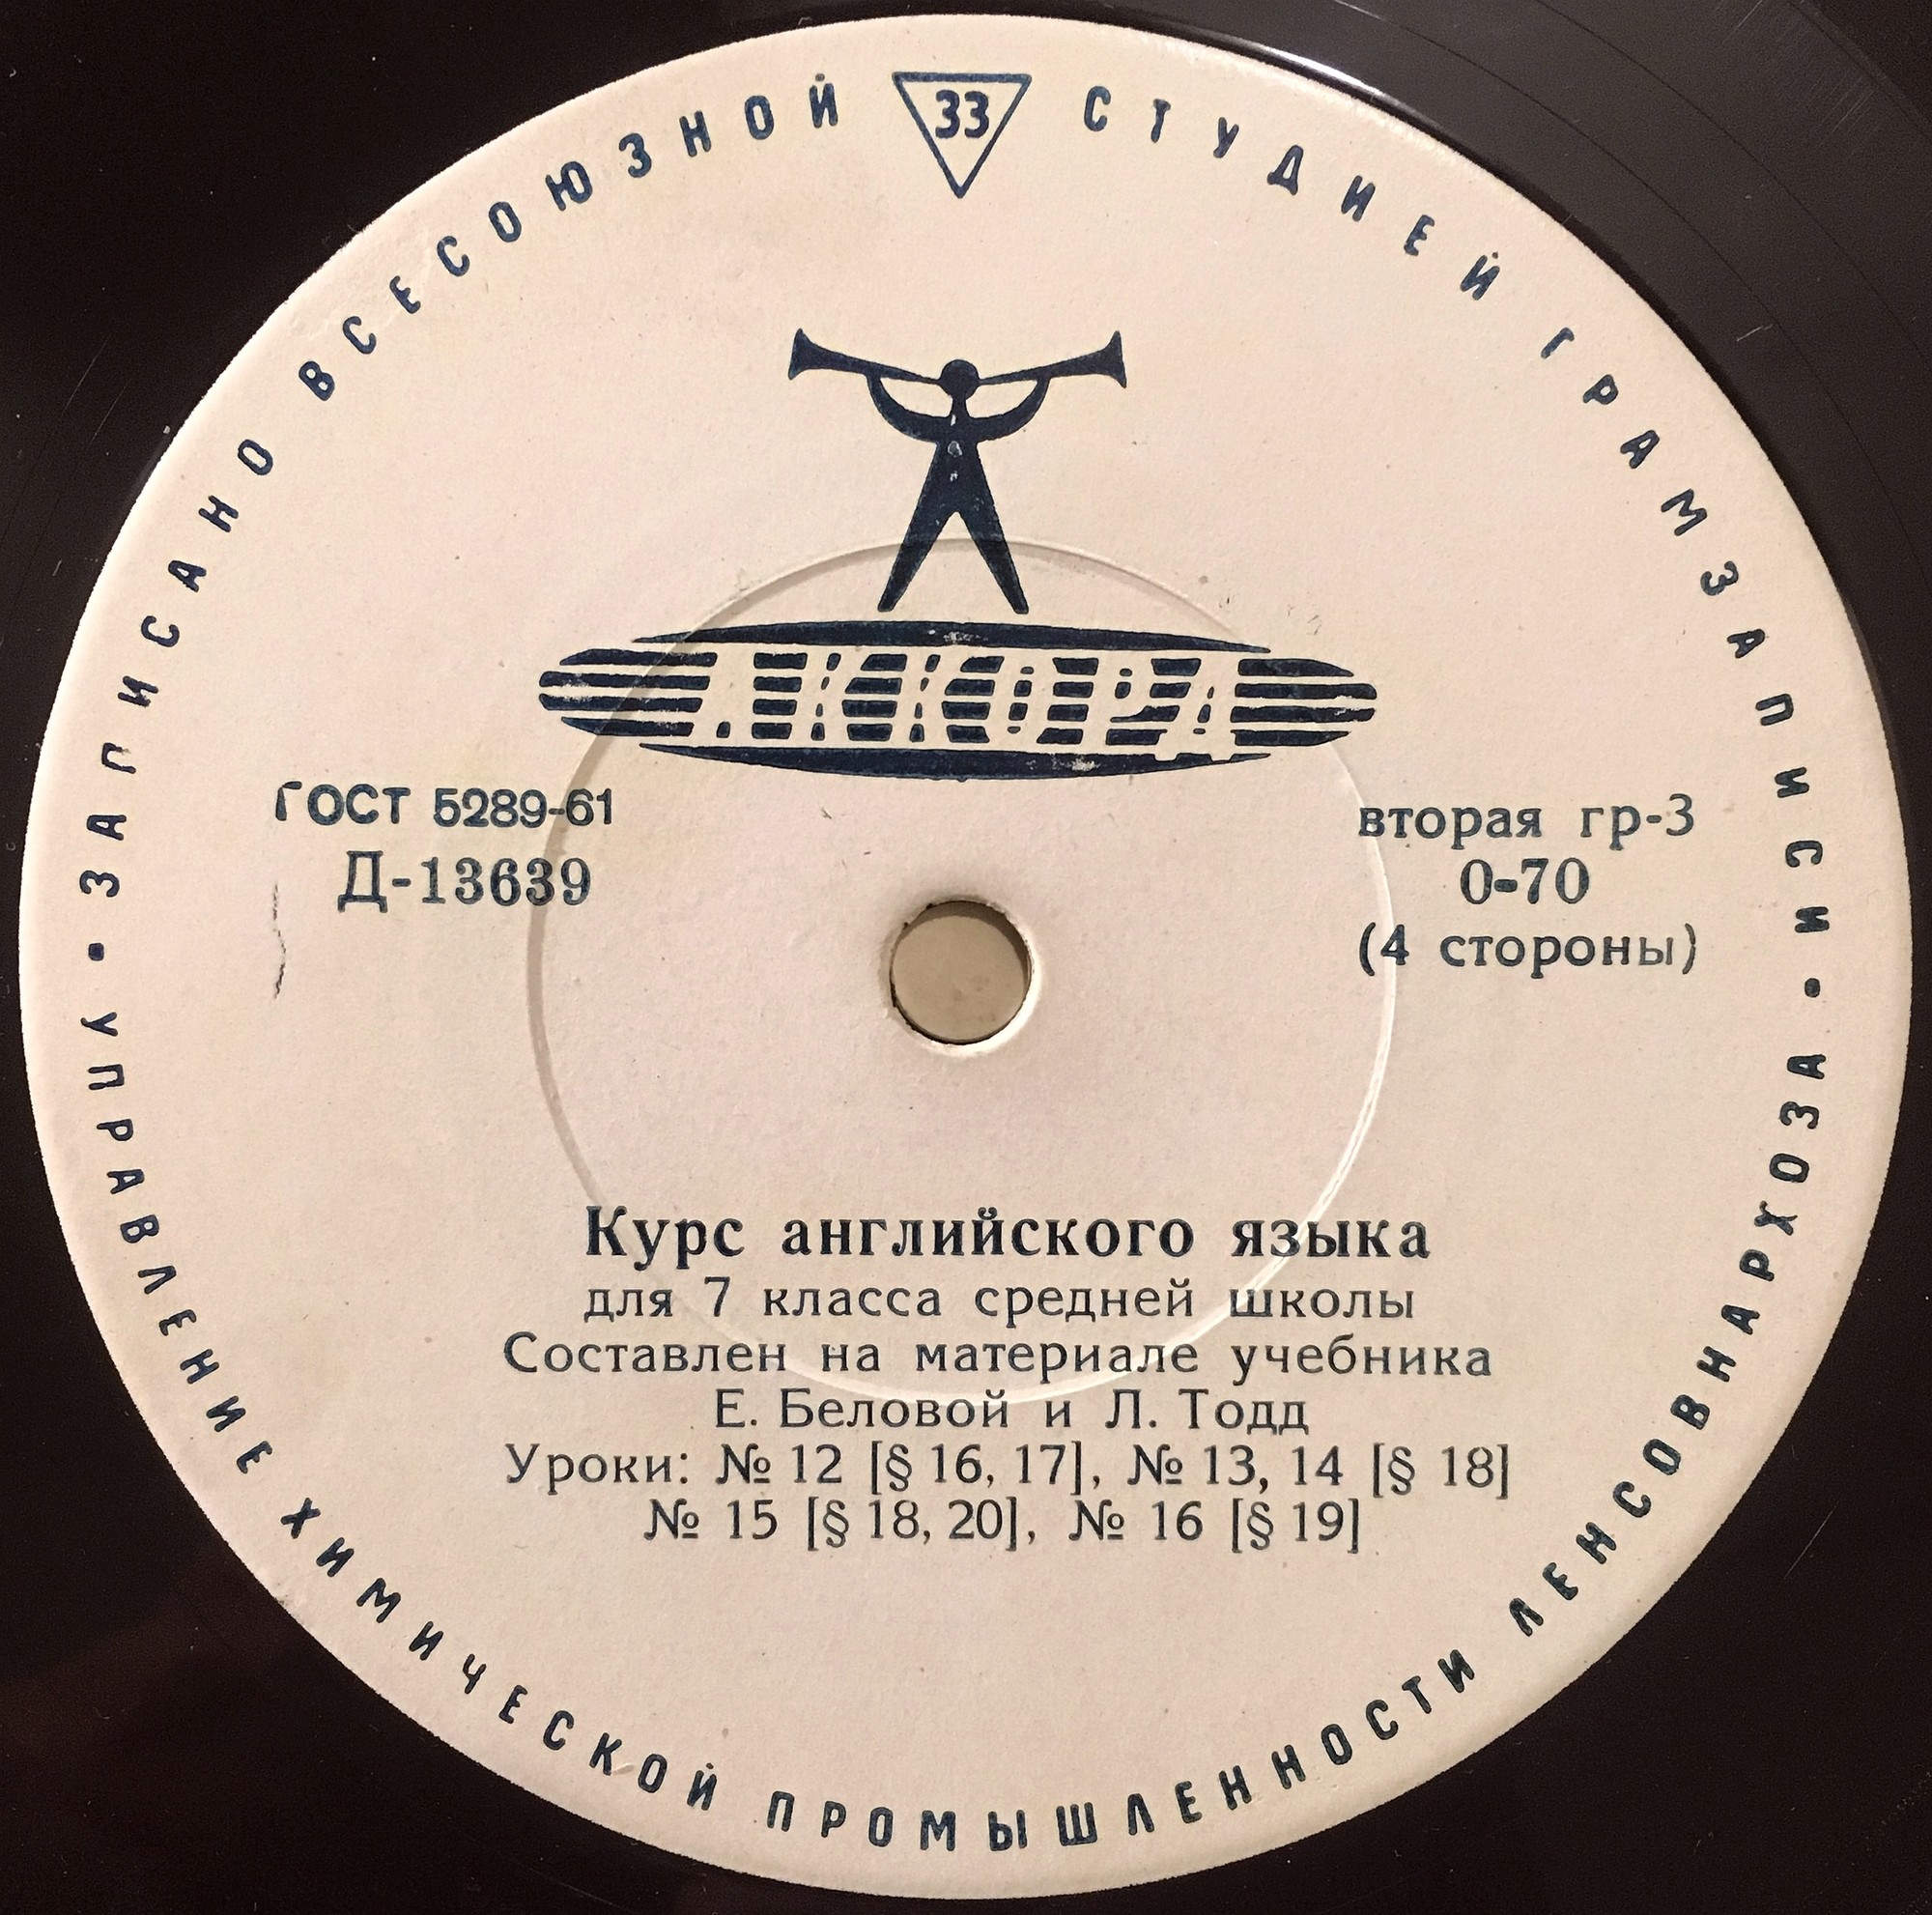 ЗАПИСАНО ВСЕСОЮЗНОЙ СТУДИЕЙ ГРАМЗАПИСИ
33
АККОРД
ГОСТ 5289-61
Д-13639
вторая гр-3
0-70
(4 стороны)
Курс английского языка
для 7 класса средней школы
Составлен на материале учебника
Е. Беловой и Л. Тодд
Уроки: № 12 [§ 16, 17], № 13, 14 [§ 18]
№ 15 [§ 18, 20], № 16 [§ 19]
УПРАВЛЕНИЕ ХИМИЧЕСКОЙ ПРОМЫШЛЕННОСТИ ЛЕНСОВНАРХОЗА